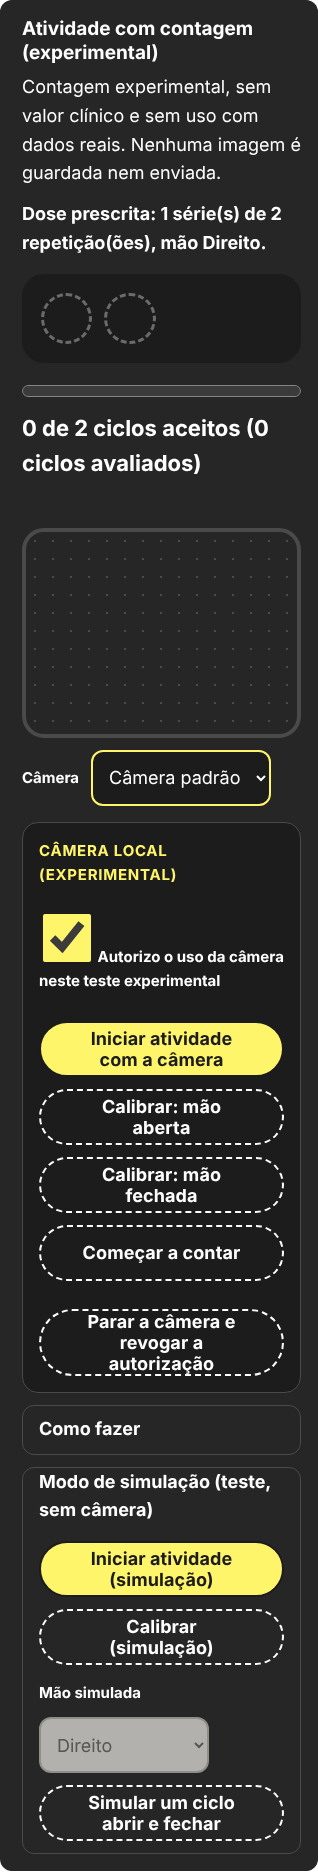 Atividade com contagem
(experimental)
Contagem experimental, sem
valor clínico e sem uso com
dados reais. Nenhuma imagem é
guardada nem enviada.
Dose prescrita: 1 série(s) de 2
repetição(ões), mão Direito.
0 de 2 ciclos aceitos (0
ciclos avaliados)
Câmera Câmera padrão
CÂMERA LOCAL
(EXPERIMENTAL)
Autorizo o uso da câmera
neste teste experimental
Iniciar atividade
com a câmera
Calibrar: mão
aberta
Calibrar: mão
fechada
Começar a contar
Parar a câmera e
revogar a
autorização
Como fazer
Modo de simulação (teste,
sem câmera)
Iniciar atividade
(simulação)
Calibrar
(simulação)
Mão simulada
Direito
Simular um ciclo
abrir e fechar